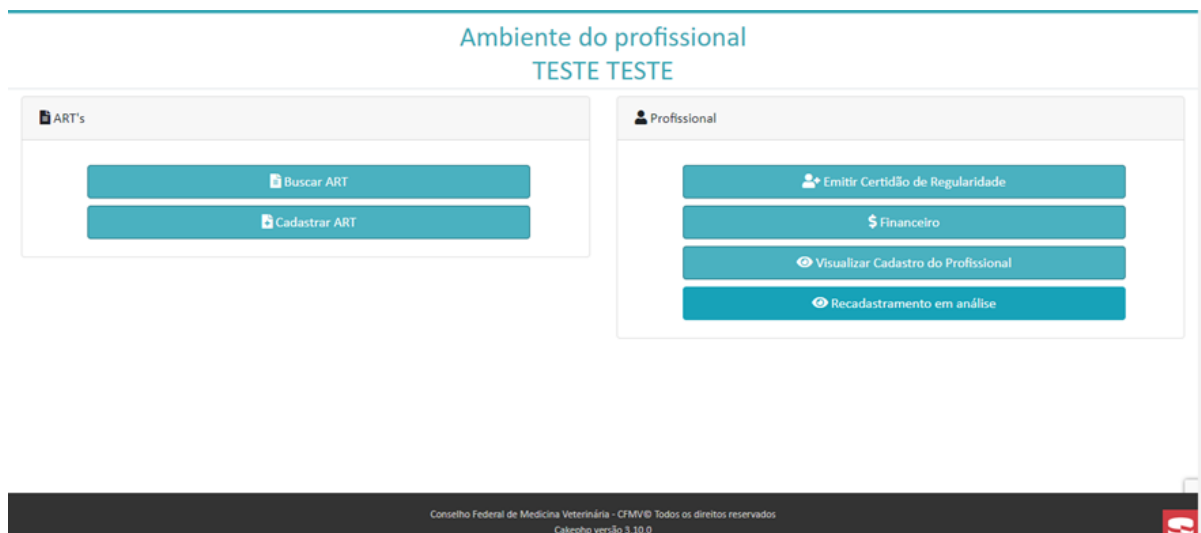 Ambiente do profissional
TESTE TESTE
ART's
Buscar ART
Cadastrar ART
Profissional
Emitir Certidão de Regularidade
Financeiro
Visualizar Cadastro do Profissional
Recadastramento em análise
Conselho Federal de Medicina Veterinária - CFMV© Todos os direitos reservados
Cakephp versão 3.10.0